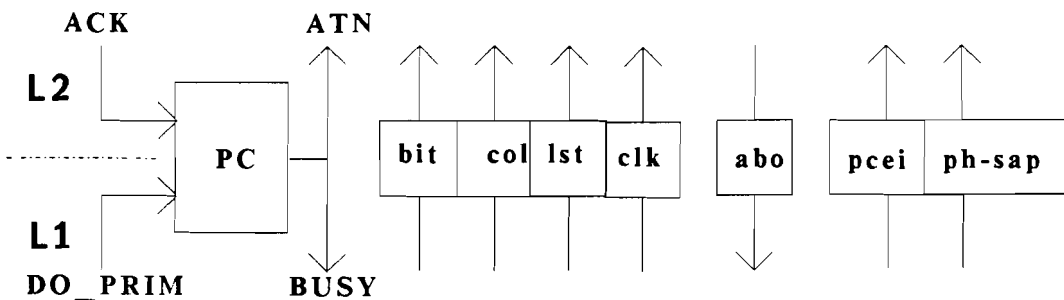 ACK
ATN
L2
PC
bit
col
lst
clk
abo
pcei
ph-sap
L1
DO_PRIM
BUSY